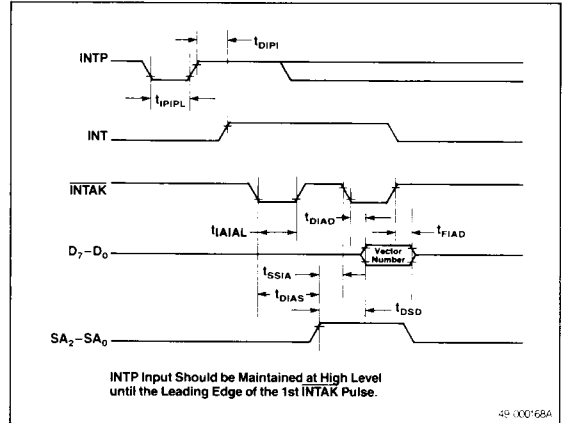 tDIPI
INTP
tIPIPL
INT
INTAK
tDIAD
tIAIAL
tFIAD
D7–D0
Vector
Number
tSSIA
tDIAS
tDSD
SA2–SA0
INTP Input Should be Maintained at High Level
until the Leading Edge of the 1st INTAK Pulse.
49-000168A